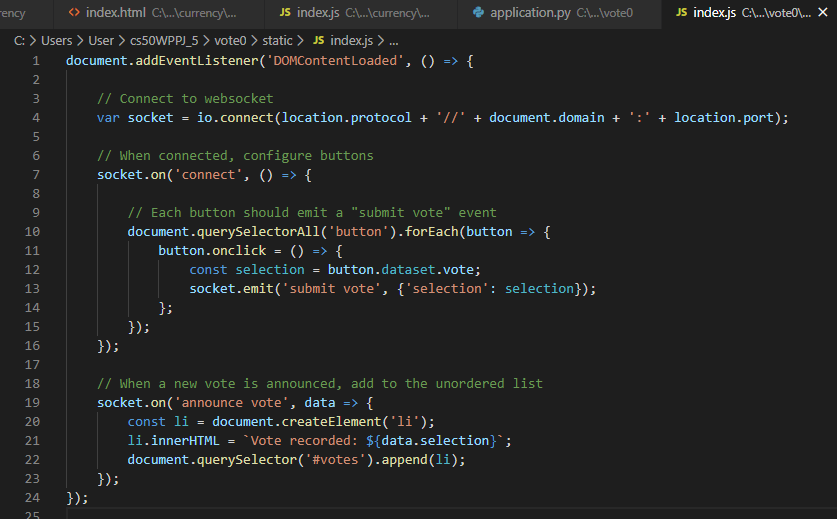 rency index.html C:\...\currency\... JS index.js C:\...\currency\... application.py C:\...\vote0 JS index.js C:\...\vote0\...
C: > Users > User > cs50WPPJ_5 > vote0 > static > JS index.js > ...
1 document.addEventListener('DOMContentLoaded', () => {
2
3 // Connect to websocket
4 var socket = io.connect(location.protocol + '//' + document.domain + ':' + location.port);
5
6 // When connected, configure buttons
7 socket.on('connect', () => {
8
9 // Each button should emit a "submit vote" event
10 document.querySelectorAll('button').forEach(button => {
11 button.onclick = () => {
12 const selection = button.dataset.vote;
13 socket.emit('submit vote', {'selection': selection});
14 };
15 });
16 });
17
18 // When a new vote is announced, add to the unordered list
19 socket.on('announce vote', data => {
20 const li = document.createElement('li');
21 li.innerHTML = `Vote recorded: ${data.selection}`;
22 document.querySelector('#votes').append(li);
23 });
24 });
25